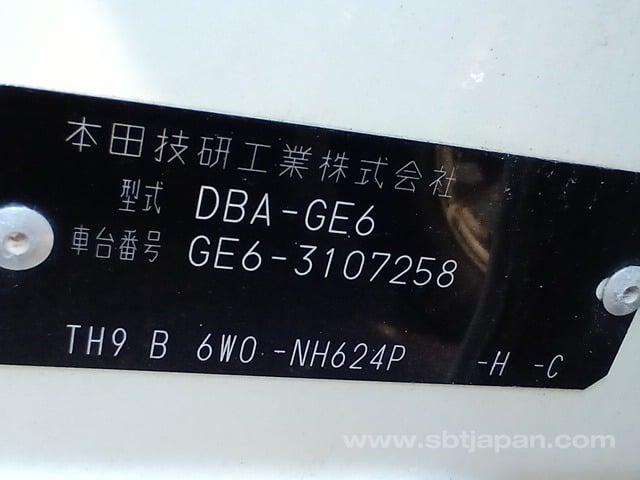 本田技研工業株式会社
型式 DBA-GE6
車台番号 GE6-3107258
TH9 B 6W0 -NH624P -H -C
www.sbtjapan.com